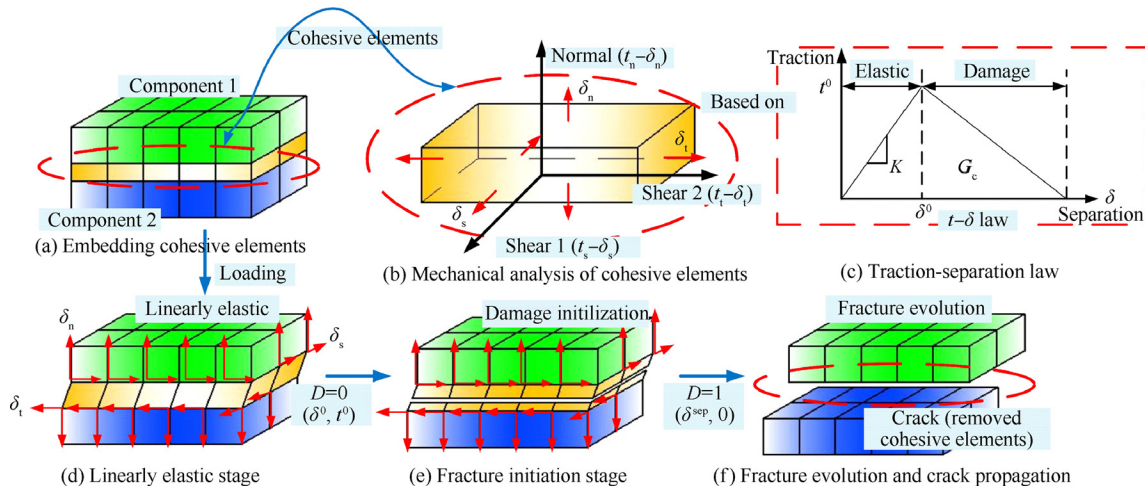 Cohesive elements
Component 1
Component 2
(a) Embedding cohesive elements
Loading
Normal (tₙ–δₙ)
δₙ
Based on
δₜ
Shear 2 (tₜ–δₜ)
δₛ
Shear 1 (tₛ–δₛ)
(b) Mechanical analysis of cohesive elements
Traction
t⁰
Elastic
Damage
K
G_c
δ⁰
δ
t–δ law
Separation
(c) Traction-separation law
Linearly elastic
δₙ
δₛ
δₜ
D=0
(δ⁰, t⁰)
(d) Linearly elastic stage
Damage initilization
D=1
(δˢᵉᵖ, 0)
(e) Fracture initiation stage
Fracture evolution
Crack (removed
cohesive elements)
(f) Fracture evolution and crack propagation